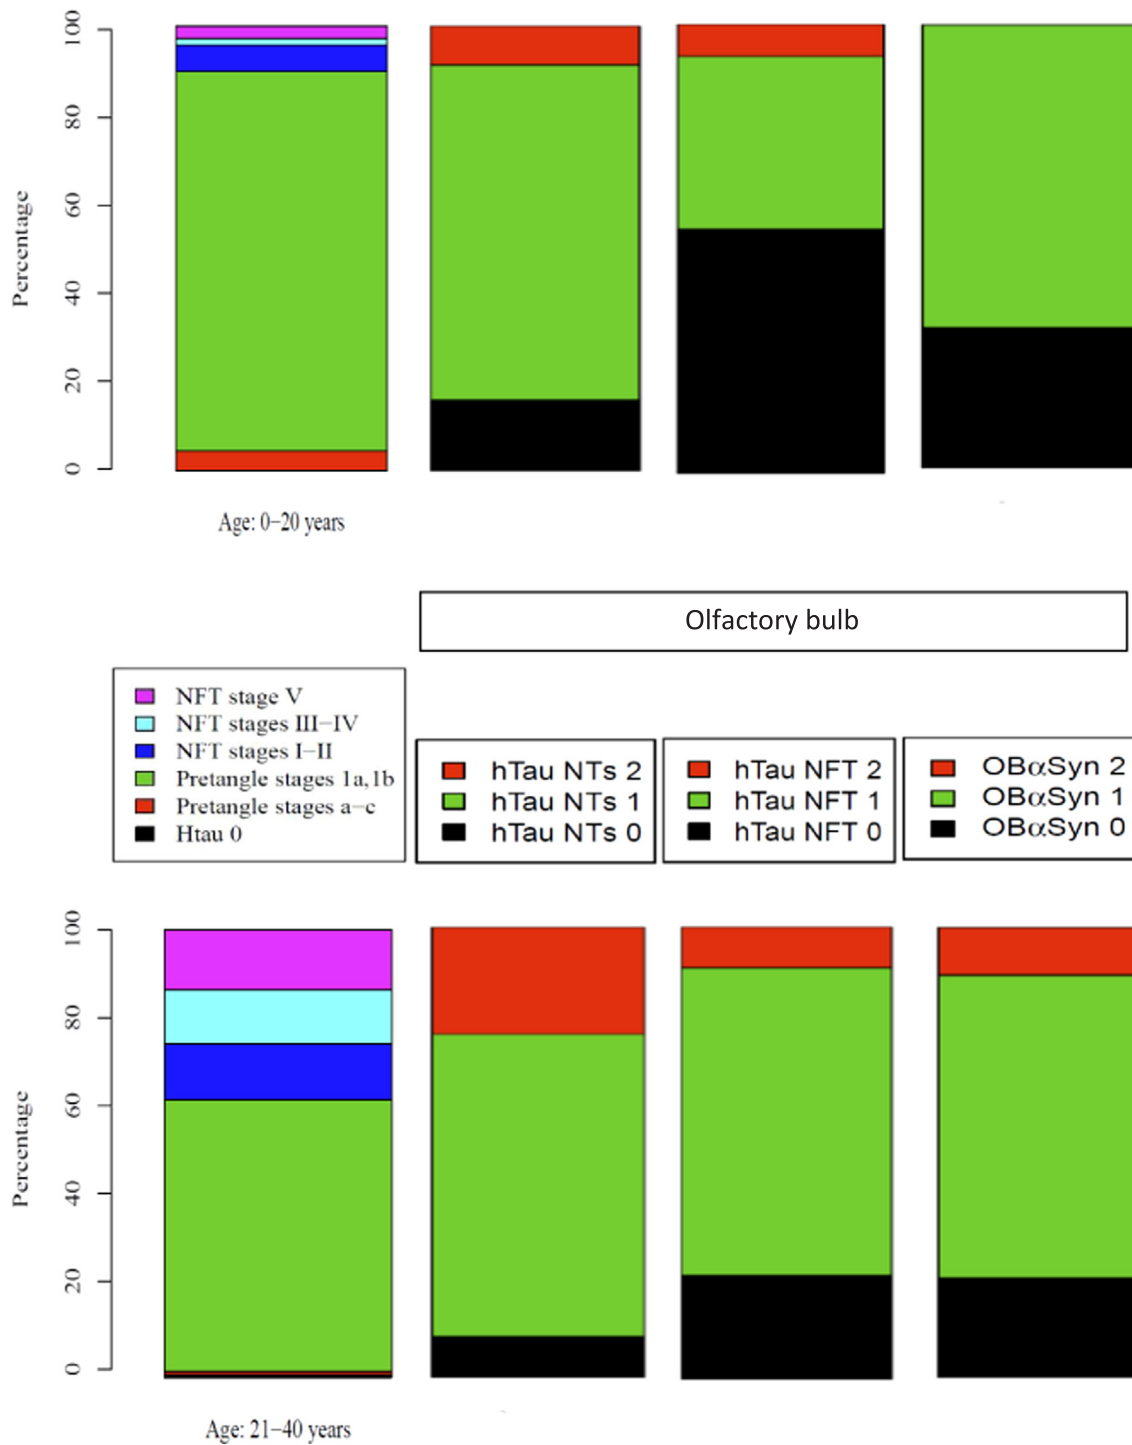 Percentage
100
80
60
40
20
0
Age: 0−20 years
Olfactory bulb
NFT stage V
NFT stages III−IV
NFT stages I−II
Pretangle stages 1a,1b
Pretangle stages a−c
Htau 0
hTau NTs 2
hTau NTs 1
hTau NTs 0
hTau NFT 2
hTau NFT 1
hTau NFT 0
OBαSyn 2
OBαSyn 1
OBαSyn 0
Percentage
100
80
60
40
20
0
Age: 21−40 years